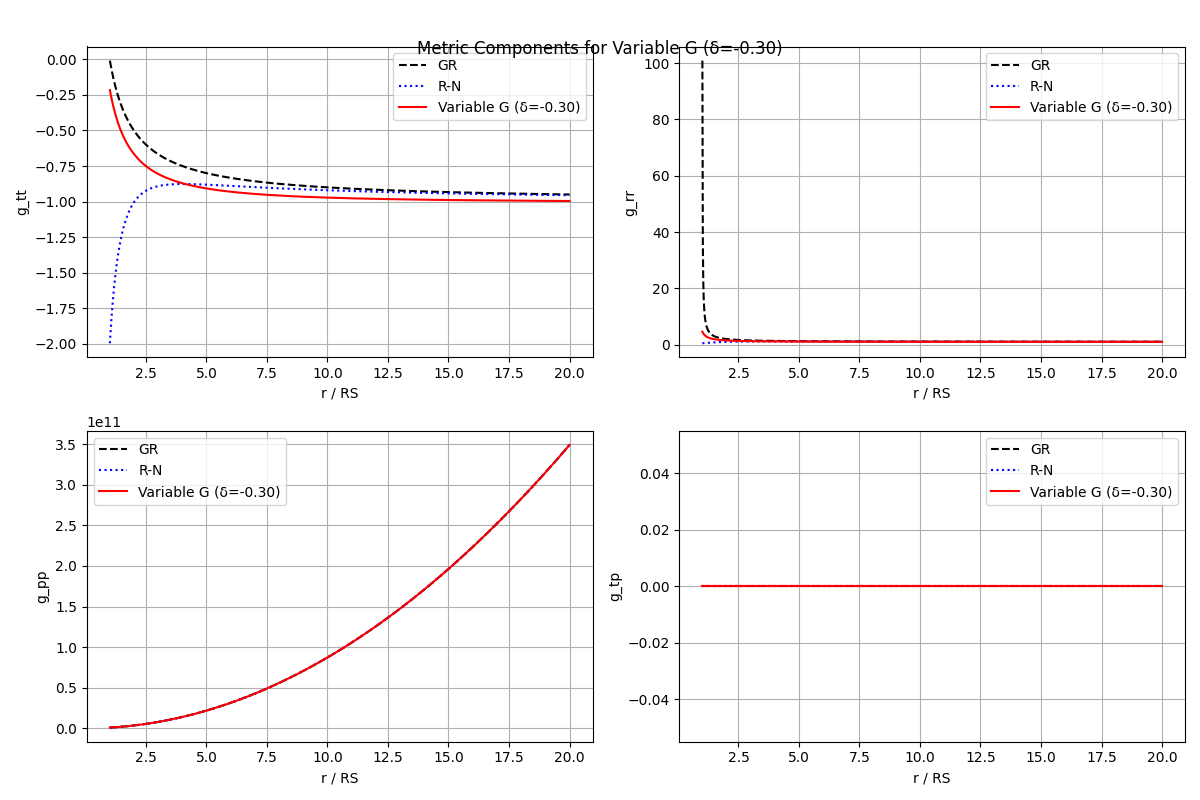 Metric Components for Variable G (δ=-0.30)
0.00
−0.25
−0.50
−0.75
−1.00
−1.25
−1.50
−1.75
−2.00
g_tt
GR
R-N
Variable G (δ=-0.30)
2.5 5.0 7.5 10.0 12.5 15.0 17.5 20.0
r / RS
100
80
60
40
20
0
g_rr
GR
R-N
Variable G (δ=-0.30)
2.5 5.0 7.5 10.0 12.5 15.0 17.5 20.0
r / RS
1e11
3.5
3.0
2.5
2.0
1.5
1.0
0.5
0.0
g_pp
GR
R-N
Variable G (δ=-0.30)
2.5 5.0 7.5 10.0 12.5 15.0 17.5 20.0
r / RS
0.04
0.02
0.00
−0.02
−0.04
g_tp
GR
R-N
Variable G (δ=-0.30)
2.5 5.0 7.5 10.0 12.5 15.0 17.5 20.0
r / RS